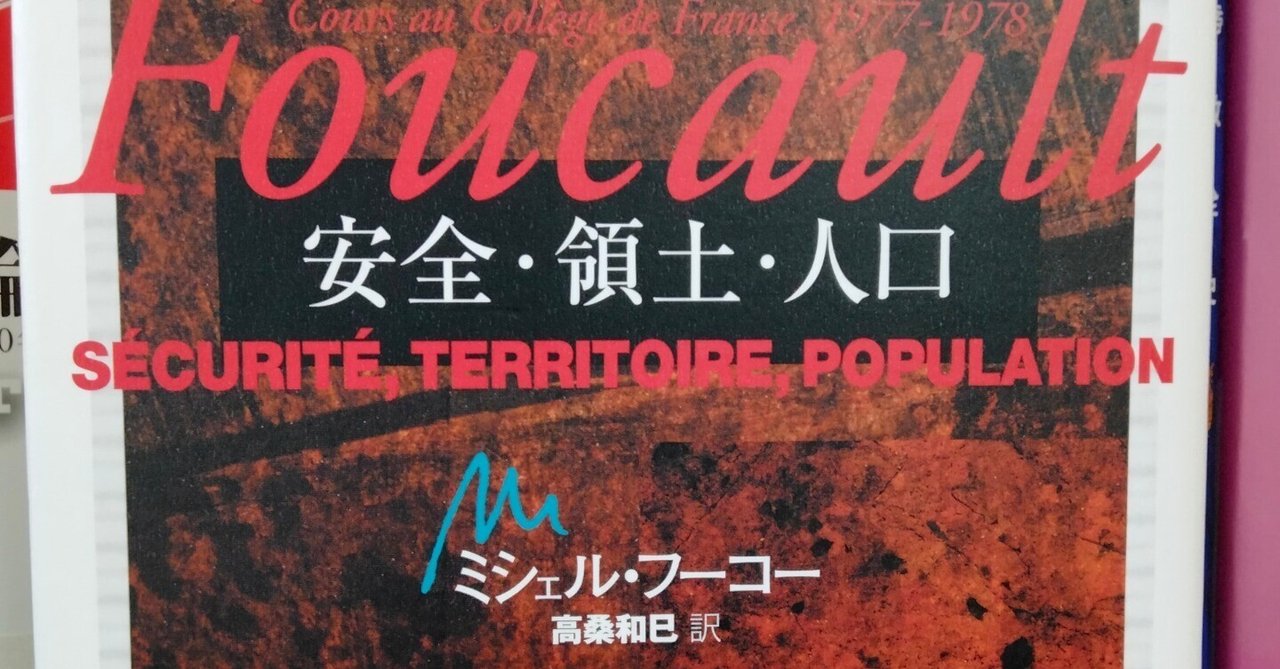 Cours au Collège de France, 1977-1978
Foucault
安全・領土・人口
SÉCURITÉ, TERRITOIRE, POPULATION
ミシェル・フーコー
高桑和巳 訳